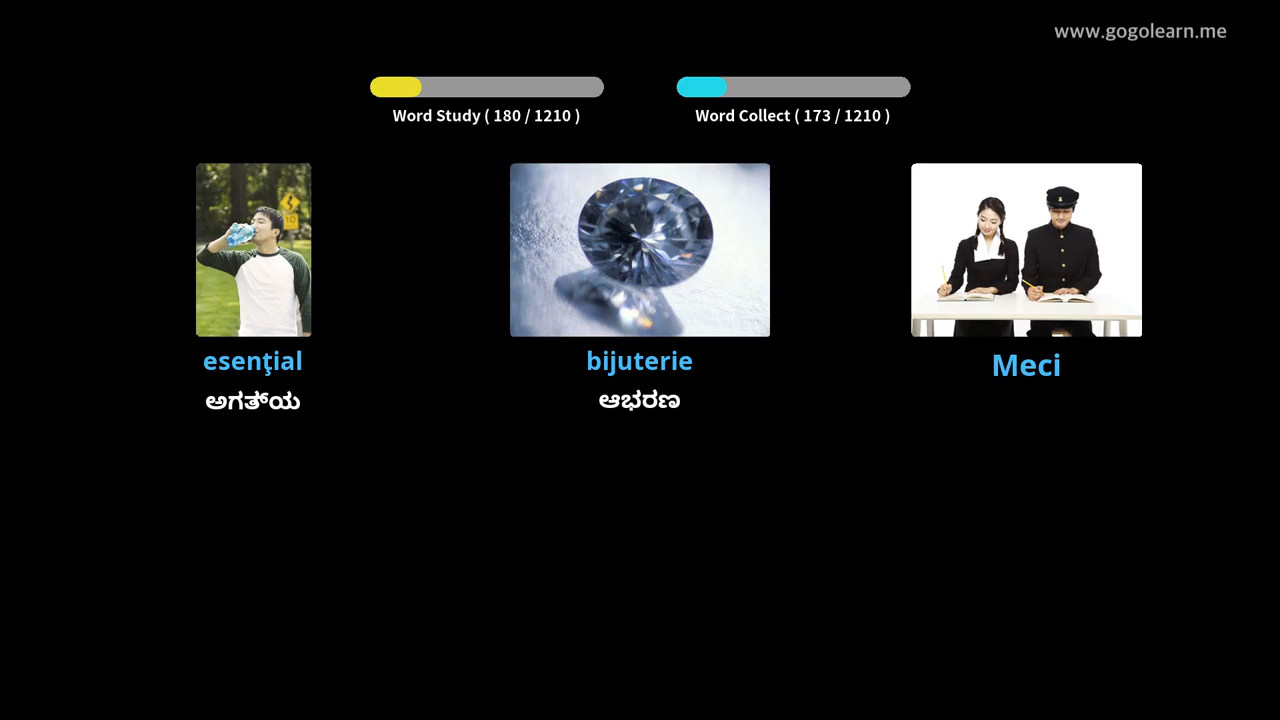 www.gogolearn.me
Word Study ( 180 / 1210 )
Word Collect ( 173 / 1210 )
esenţial
bijuterie
Meci
ಅಗತ್ಯ
ಆಭರಣ